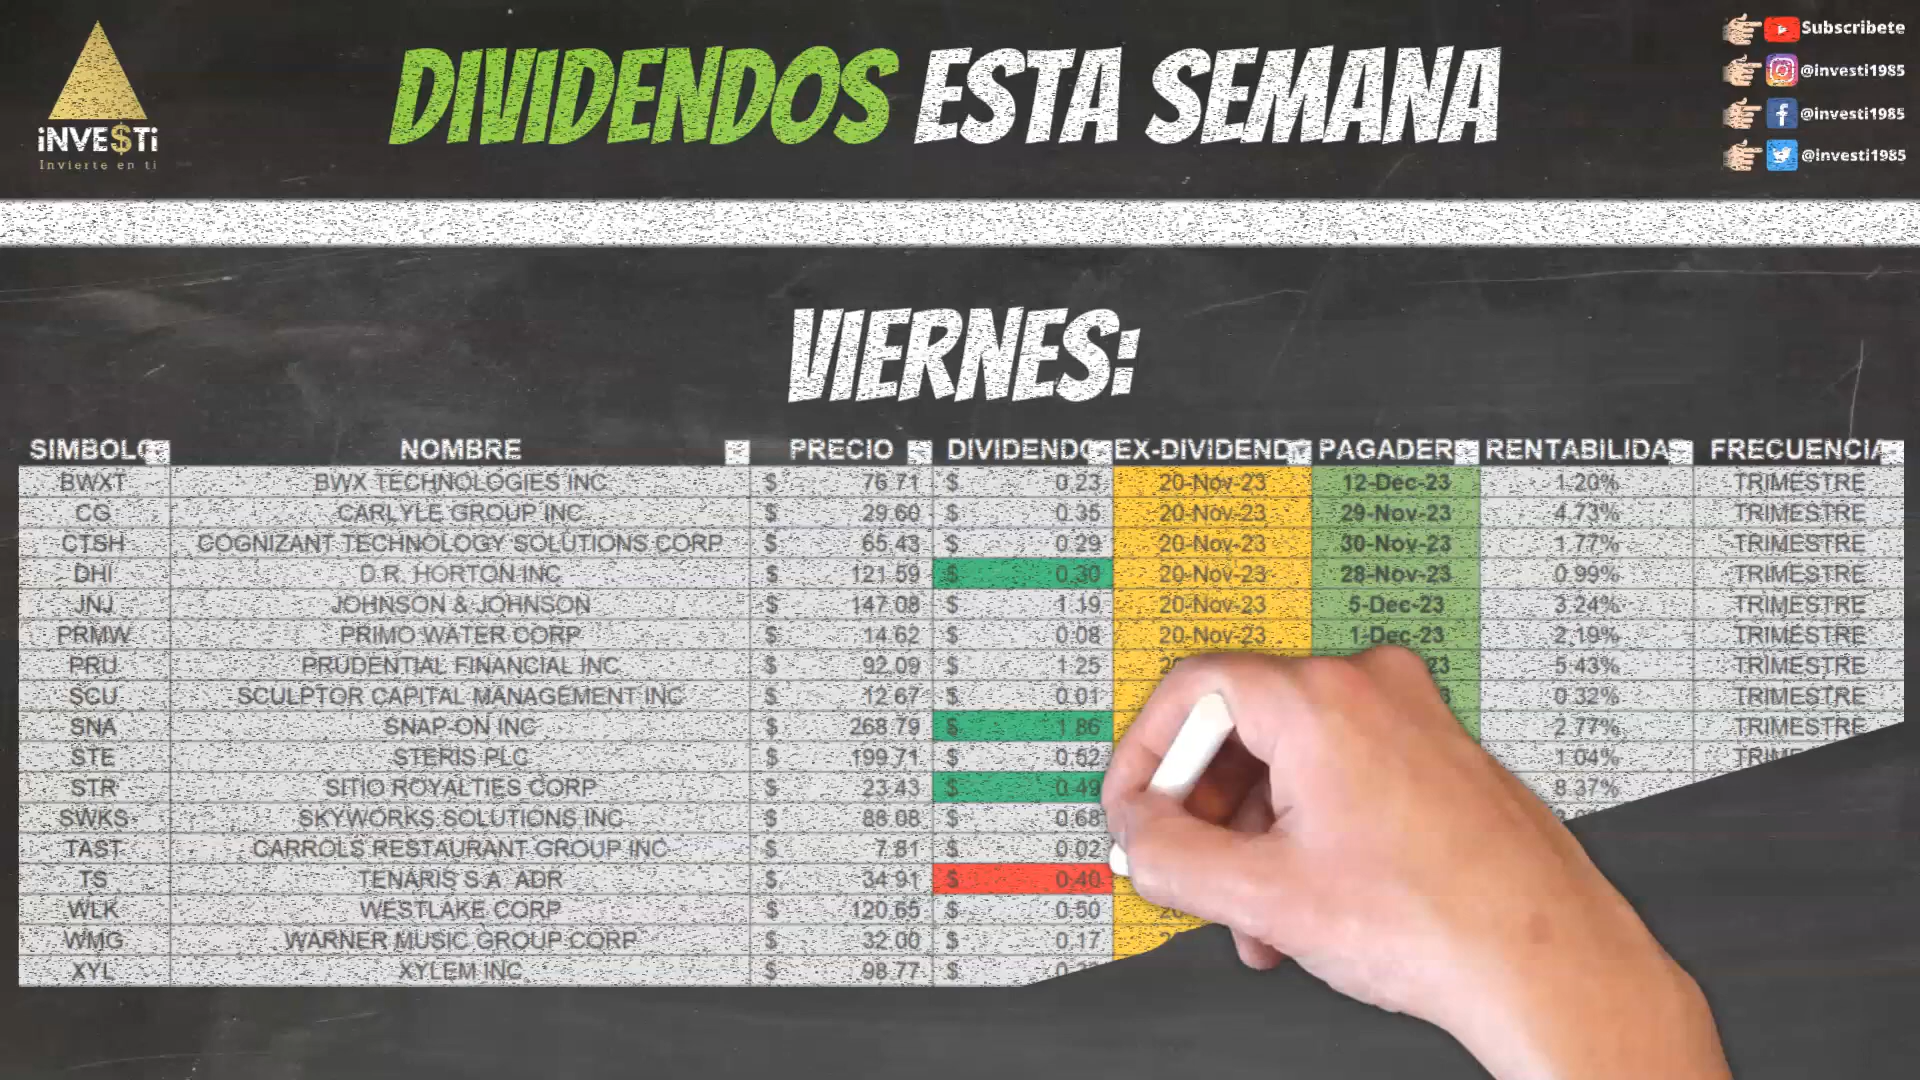 iNVE$Ti
Invierte en ti
DIVIDENDOS ESTA SEMANA
Subscribete
@investi1985
@investi1985
@investi1985
VIERNES:
SIMBOLO NOMBRE PRECIO DIVIDENDO EX-DIVIDENDO PAGADER RENTABILIDA FRECUENCIA
BWXT BWX TECHNOLOGIES INC $ 76.71 $ 0.23 20-Nov-23 12-Dec-23 1.20% TRIMESTRE
CG CARLYLE GROUP INC $ 29.60 $ 0.35 20-Nov-23 29-Nov-23 4.73% TRIMESTRE
CTSH COGNIZANT TECHNOLOGY SOLUTIONS CORP $ 65.43 $ 0.29 20-Nov-23 30-Nov-23 1.77% TRIMESTRE
DHI D.R. HORTON INC $ 121.59 $ 0.30 20-Nov-23 28-Nov-23 0.99% TRIMESTRE
JNJ JOHNSON & JOHNSON $ 147.08 $ 1.19 20-Nov-23 5-Dec-23 3.24% TRIMESTRE
PRMW PRIMO WATER CORP $ 14.62 $ 0.08 20-Nov-23 1-Dec-23 2.19% TRIMESTRE
PRU PRUDENTIAL FINANCIAL INC $ 92.09 $ 1.25 5.43% TRIMESTRE
SCU SCULPTOR CAPITAL MANAGEMENT INC $ 12.67 $ 0.01 0.32% TRIMESTRE
SNA SNAP-ON INC $ 268.79 $ 1.86 2.77% TRIMESTRE
STE STERIS PLC $ 199.71 $ 0.52 1.04%
STR SITIO ROYALTIES CORP $ 23.43 $ 0.49 8.37%
SWKS SKYWORKS SOLUTIONS INC $ 88.08 $ 0.68
TAST CARROLS RESTAURANT GROUP INC $ 7.81 $ 0.02
TS TENARIS S.A. ADR $ 34.91 $ 0.40
WLK WESTLAKE CORP $ 120.65 $ 0.50
WMG WARNER MUSIC GROUP CORP $ 32.00 $ 0.17
XYL XYLEM INC $ 98.77 $